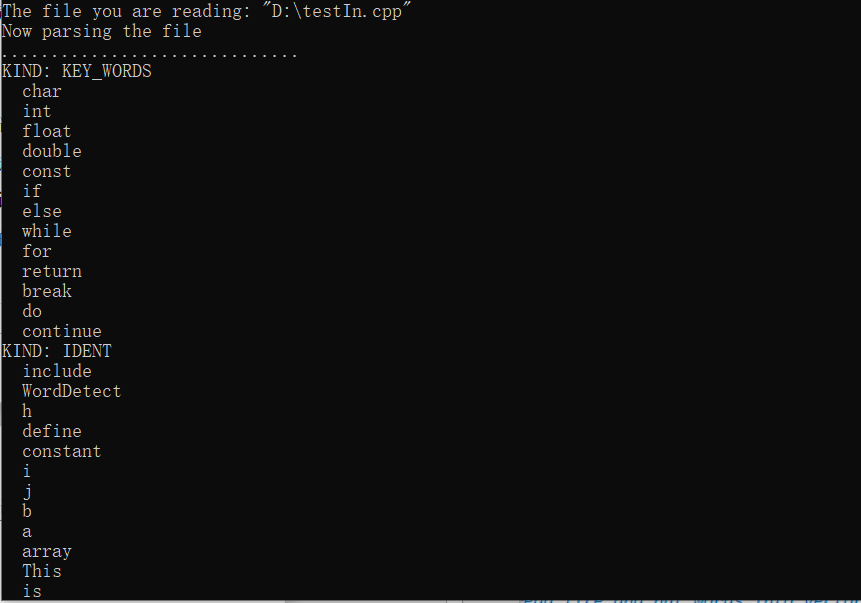 The file you are reading: "D:\testIn.cpp"
Now parsing the file
..............................
KIND: KEY_WORDS
char
int
float
double
const
if
else
while
for
return
break
do
continue
KIND: IDENT
include
WordDetect
h
define
constant
i
j
b
a
array
This
is